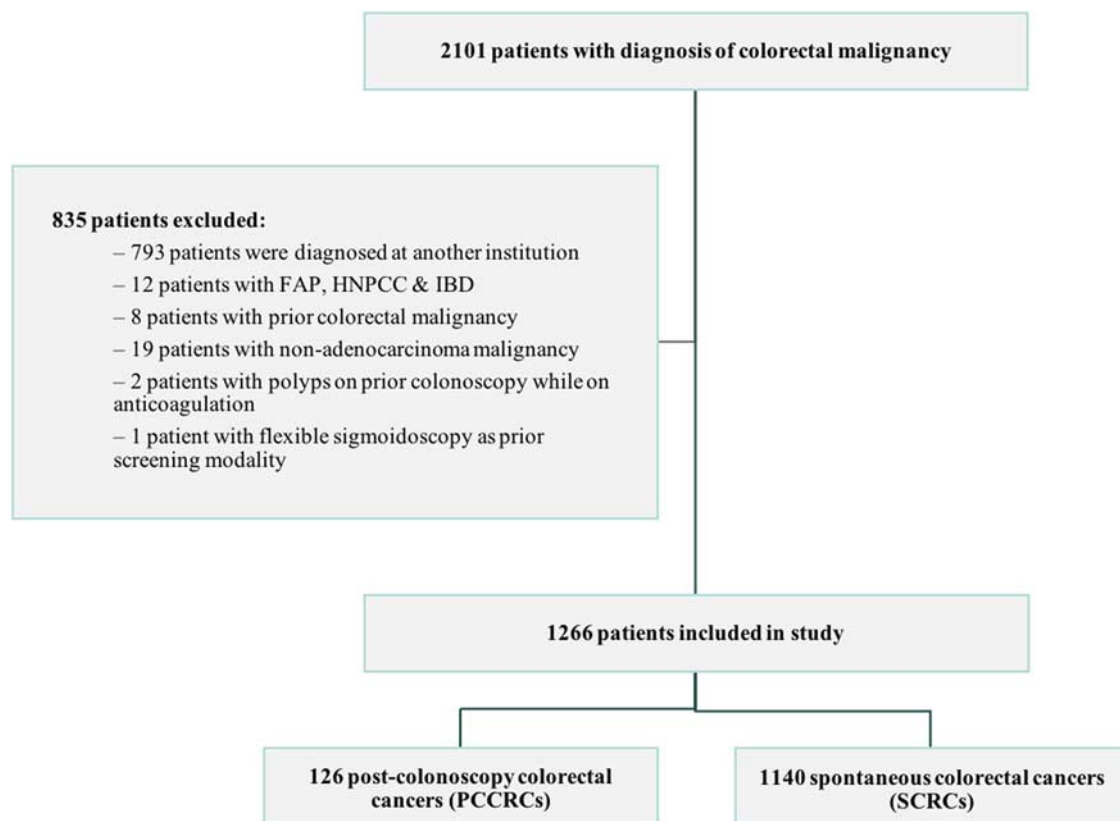 2101 patients with diagnosis of colorectal malignancy
835 patients excluded:
– 793 patients were diagnosed at another institution
– 12 patients with FAP, HNPCC & IBD
– 8 patients with prior colorectal malignancy
– 19 patients with non-adenocarcinoma malignancy
– 2 patients with polyps on prior colonoscopy while on
anticoagulation
– 1 patient with flexible sigmoidoscopy as prior
screening modality
1266 patients included in study
126 post-colonoscopy colorectal
cancers (PCCRCs)
1140 spontaneous colorectal cancers
(SCRCs)